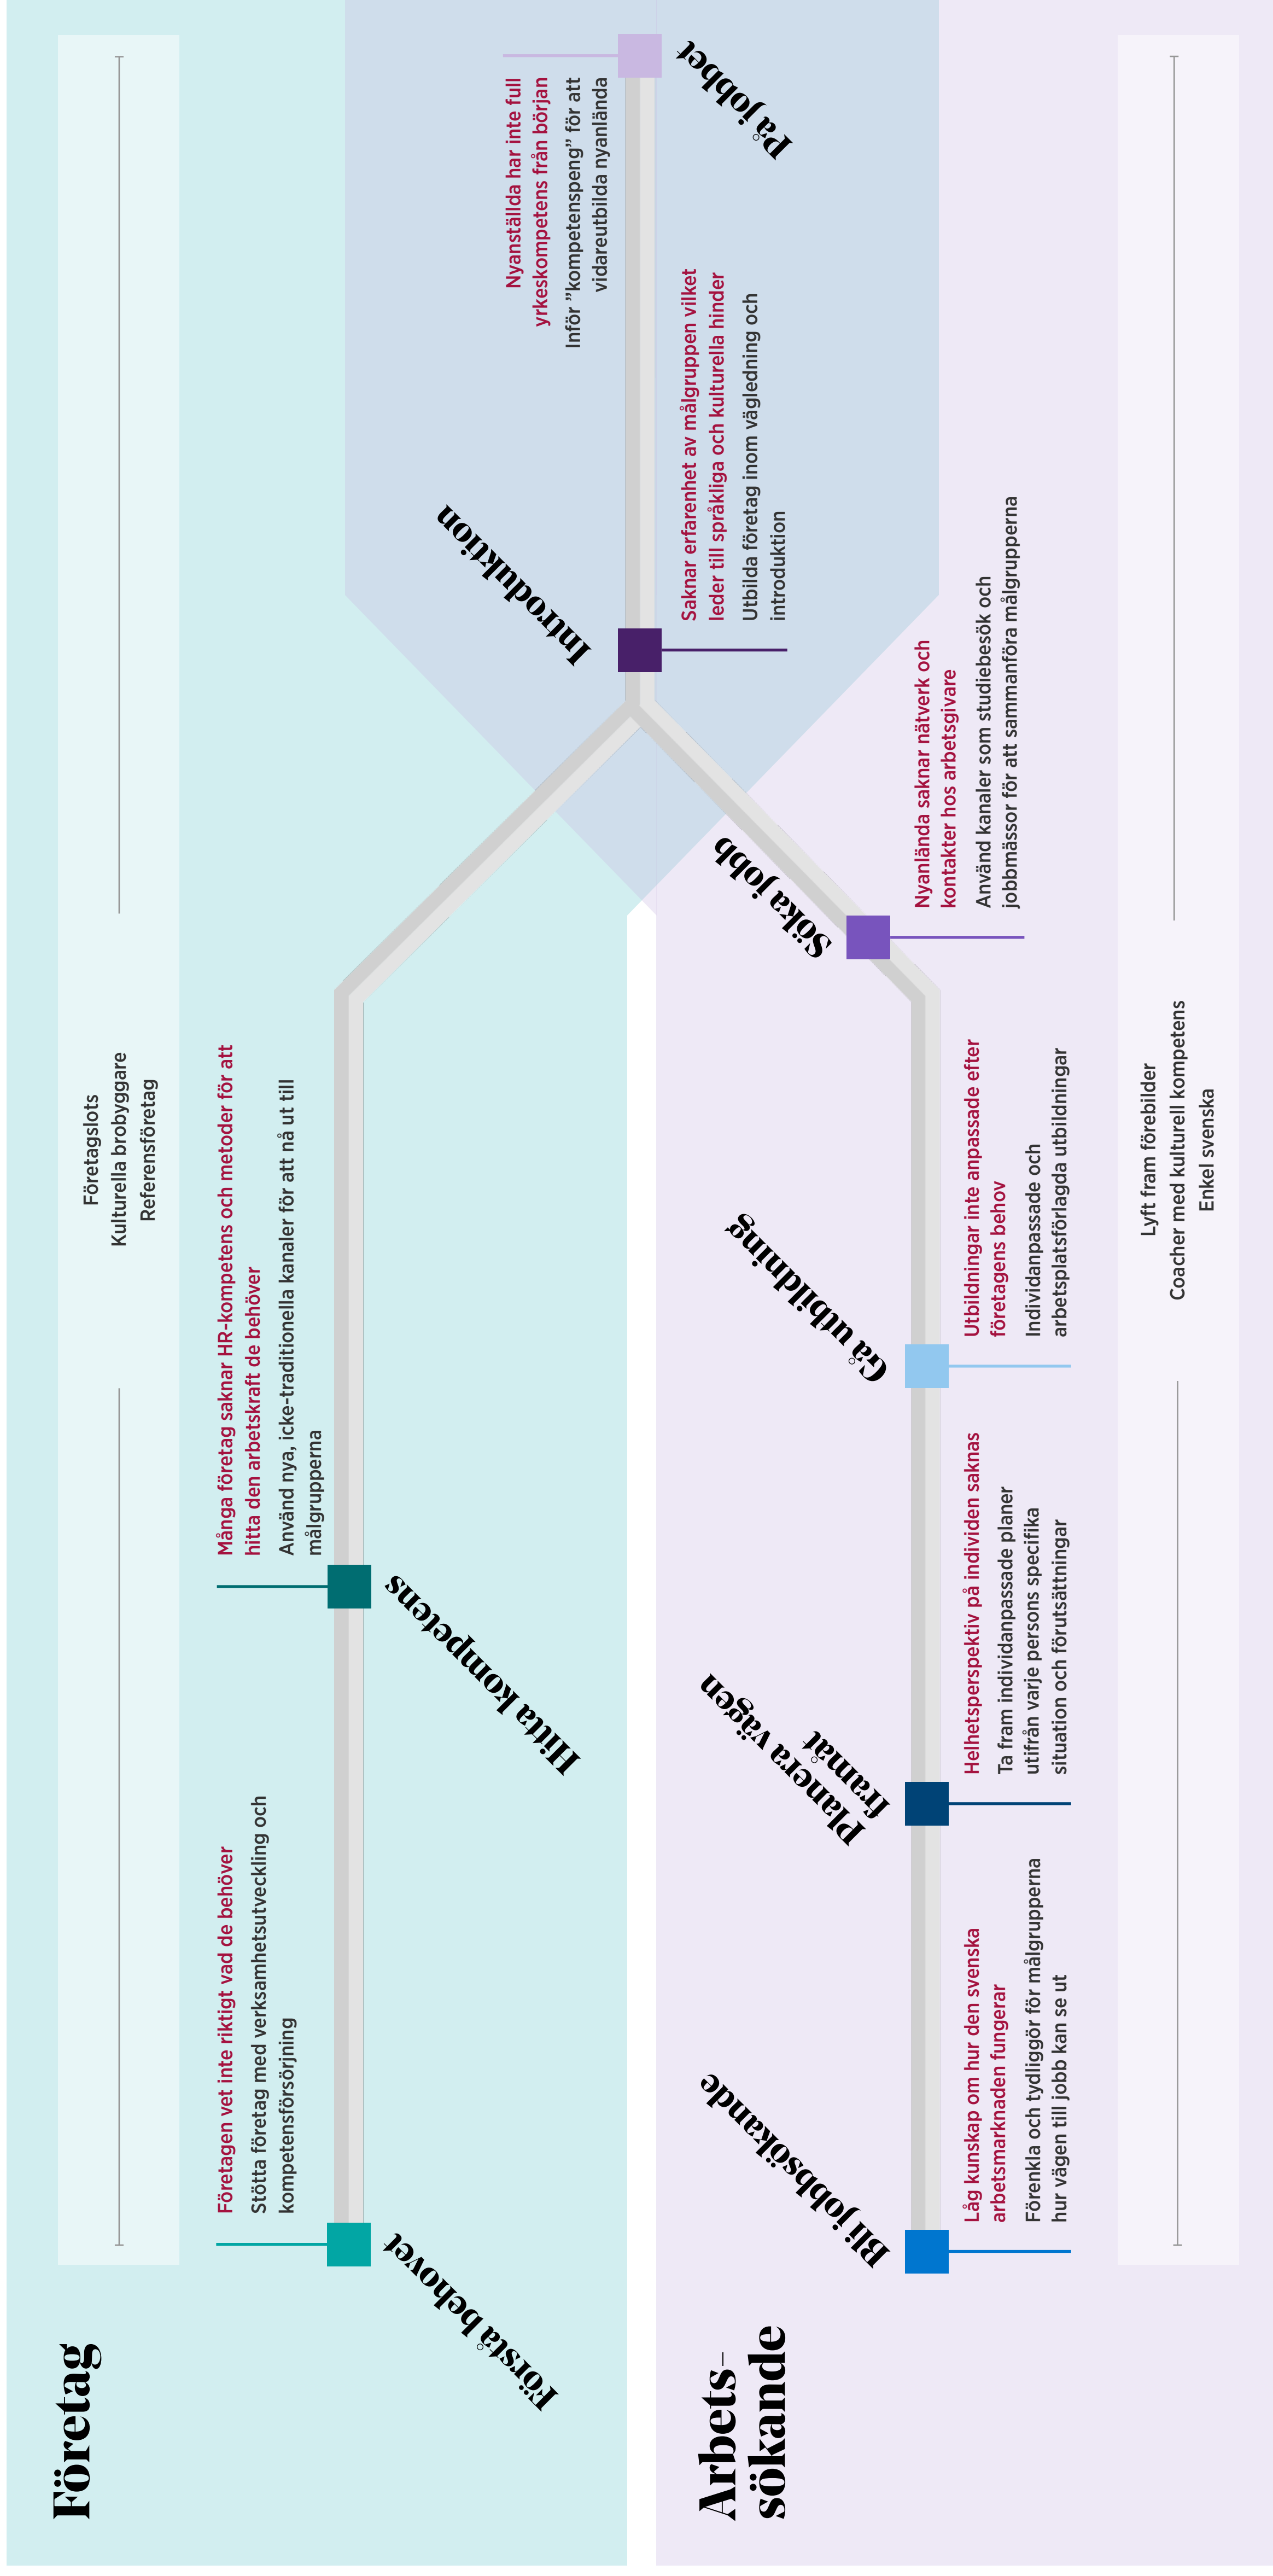 Företag
Företagslots
Kulturella brobyggare
Referensföretag
Företagen vet inte riktigt vad de behöver
Stötta företag med verksamhetsutveckling och
kompetensförsörjning
Förstå behovet
Många företag saknar HR-kompetens och metoder för att
hitta den arbetskraft de behöver
Använd nya, icke-traditionella kanaler för att nå ut till
målgrupperna
Hitta kompetens
Introduktion
Saknar erfarenhet av målgruppen vilket
leder till språkliga och kulturella hinder
Utbilda företag inom vägledning och
introduktion
Nyanställda har inte full
yrkeskompetens från början
Inför ”kompetenspeng” för att
vidareutbilda nyanlända
På jobbet
Arbets-
sökande
Bli jobbsökande
Låg kunskap om hur den svenska
arbetsmarknaden fungerar
Förenkla och tydliggör för målgrupperna
hur vägen till jobb kan se ut
Planera vägen
framåt
Helhetsperspektiv på individen saknas
Ta fram individanpassade planer
utifrån varje persons specifika
situation och förutsättningar
Gå utbildning
Utbildningar inte anpassade efter
företagens behov
Individanpassade och
arbetsplatsförlagda utbildningar
Söka jobb
Nyanlända saknar nätverk och
kontakter hos arbetsgivare
Använd kanaler som studiebesök och
jobbmässor för att sammanföra målgrupperna
Lyft fram förebilder
Coacher med kulturell kompetens
Enkel svenska